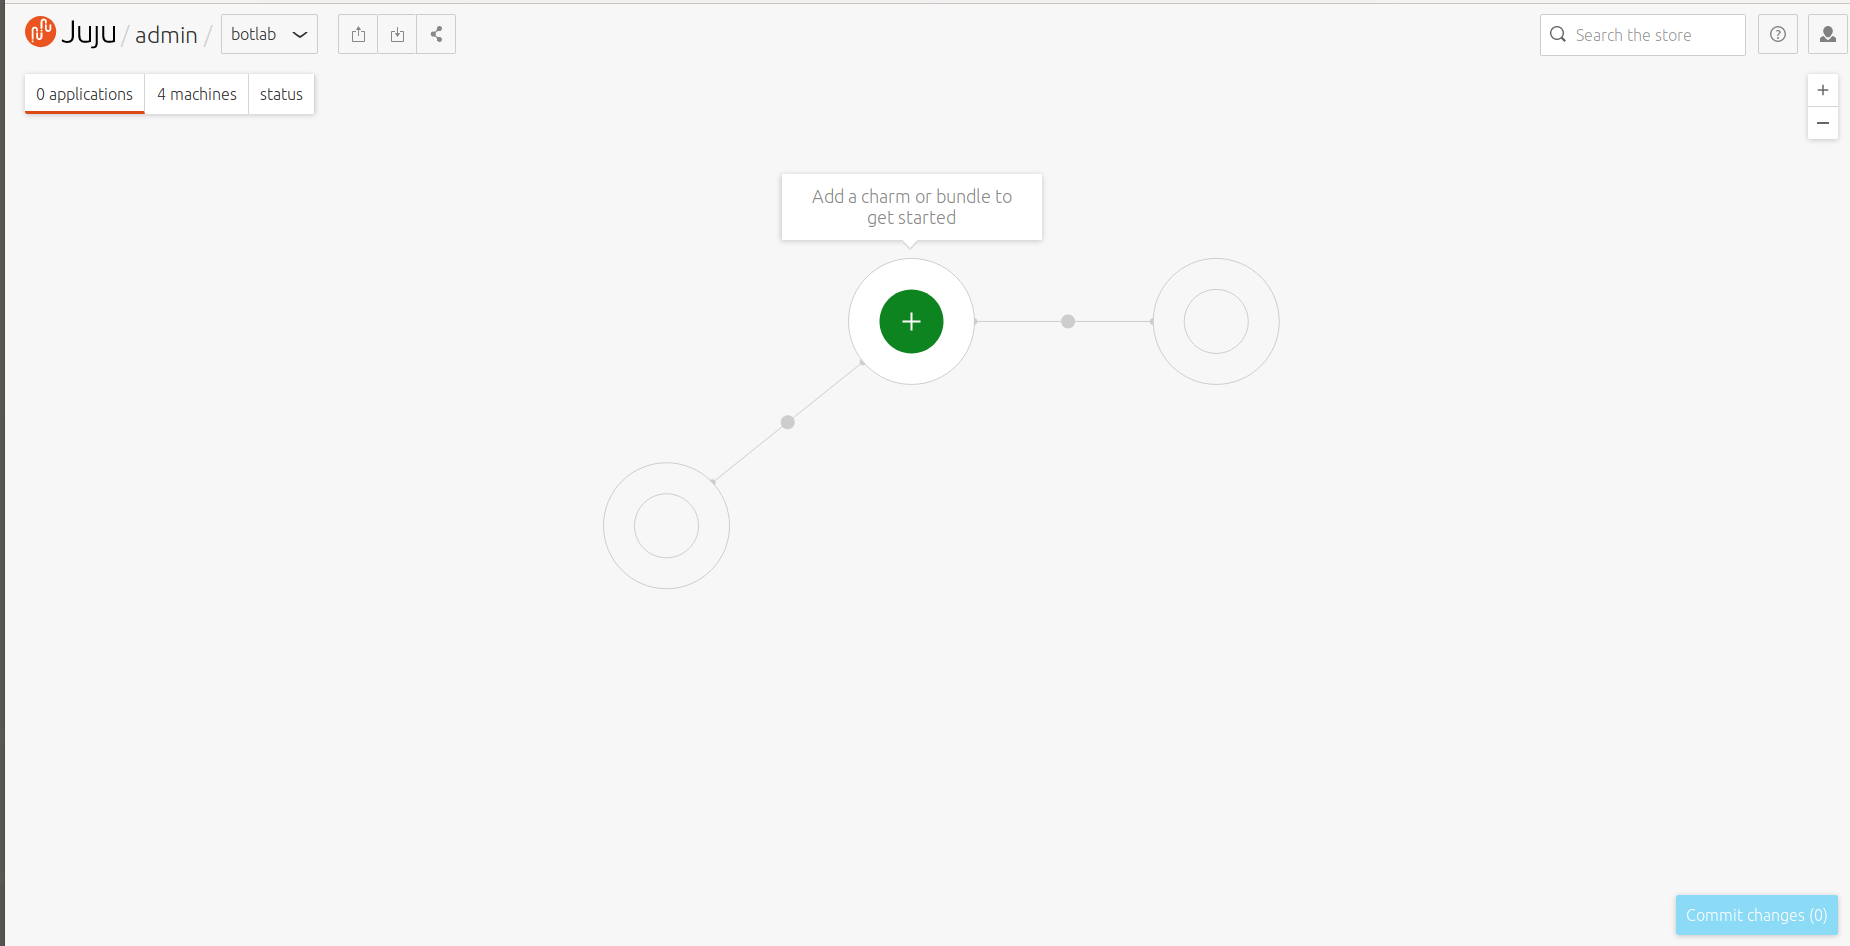 Juju / admin / botlab
Search the store
0 applications
4 machines
status
Add a charm or bundle to
get started
Commit changes (0)